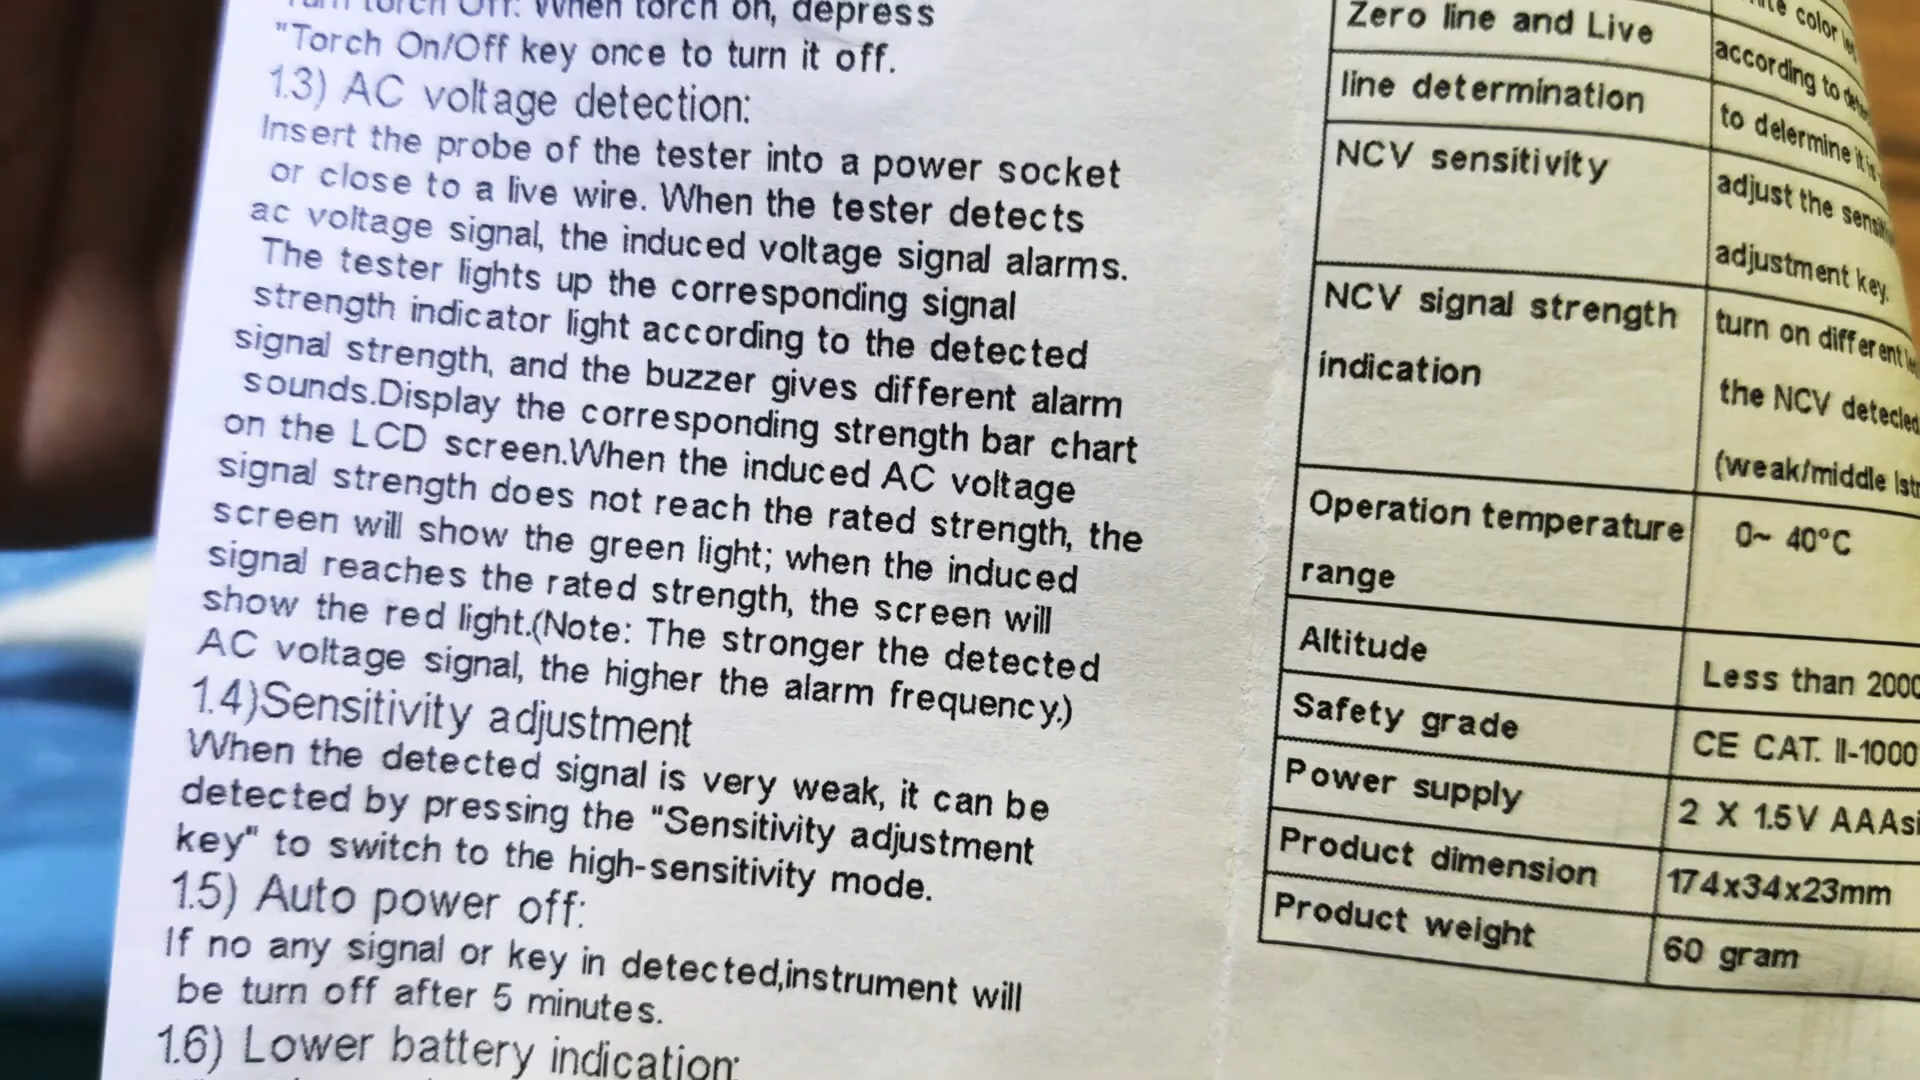 Turn torch Off: When torch on, depress
"Torch On/Off key once to turn it off.
1.3) AC voltage detection:
Insert the probe of the tester into a power socket
or close to a live wire. When the tester detects
ac voltage signal, the induced voltage signal alarms.
The tester lights up the corresponding signal
strength indicator light according to the detected
signal strength, and the buzzer gives different alarm
sounds.Display the corresponding strength bar chart
on the LCD screen.When the induced AC voltage
signal strength does not reach the rated strength, the
screen will show the green light; when the induced
signal reaches the rated strength, the screen will
show the red light.(Note: The stronger the detected
AC voltage signal, the higher the alarm frequency.)
1.4)Sensitivity adjustment
When the detected signal is very weak, it can be
detected by pressing the "Sensitivity adjustment
key" to switch to the high-sensitivity mode.
1.5) Auto power off:
If no any signal or key in detected,instrument will
be turn off after 5 minutes.
1.6) Lower battery indication:
color
Zero line and Live
according to
line determination
to delermine it is
NCV sensitivity
adjust the
adjustment key.
NCV signal strength
turn on different
indication
the NCV detecled
(weak/middle
Operation temperature
0~ 40°C
range
Altitude
Less than 2000
Safety grade
CE CAT. II-1000
Power supply
2 X 1.5V
Product dimension
174x34x23mm
Product weight
60 gram